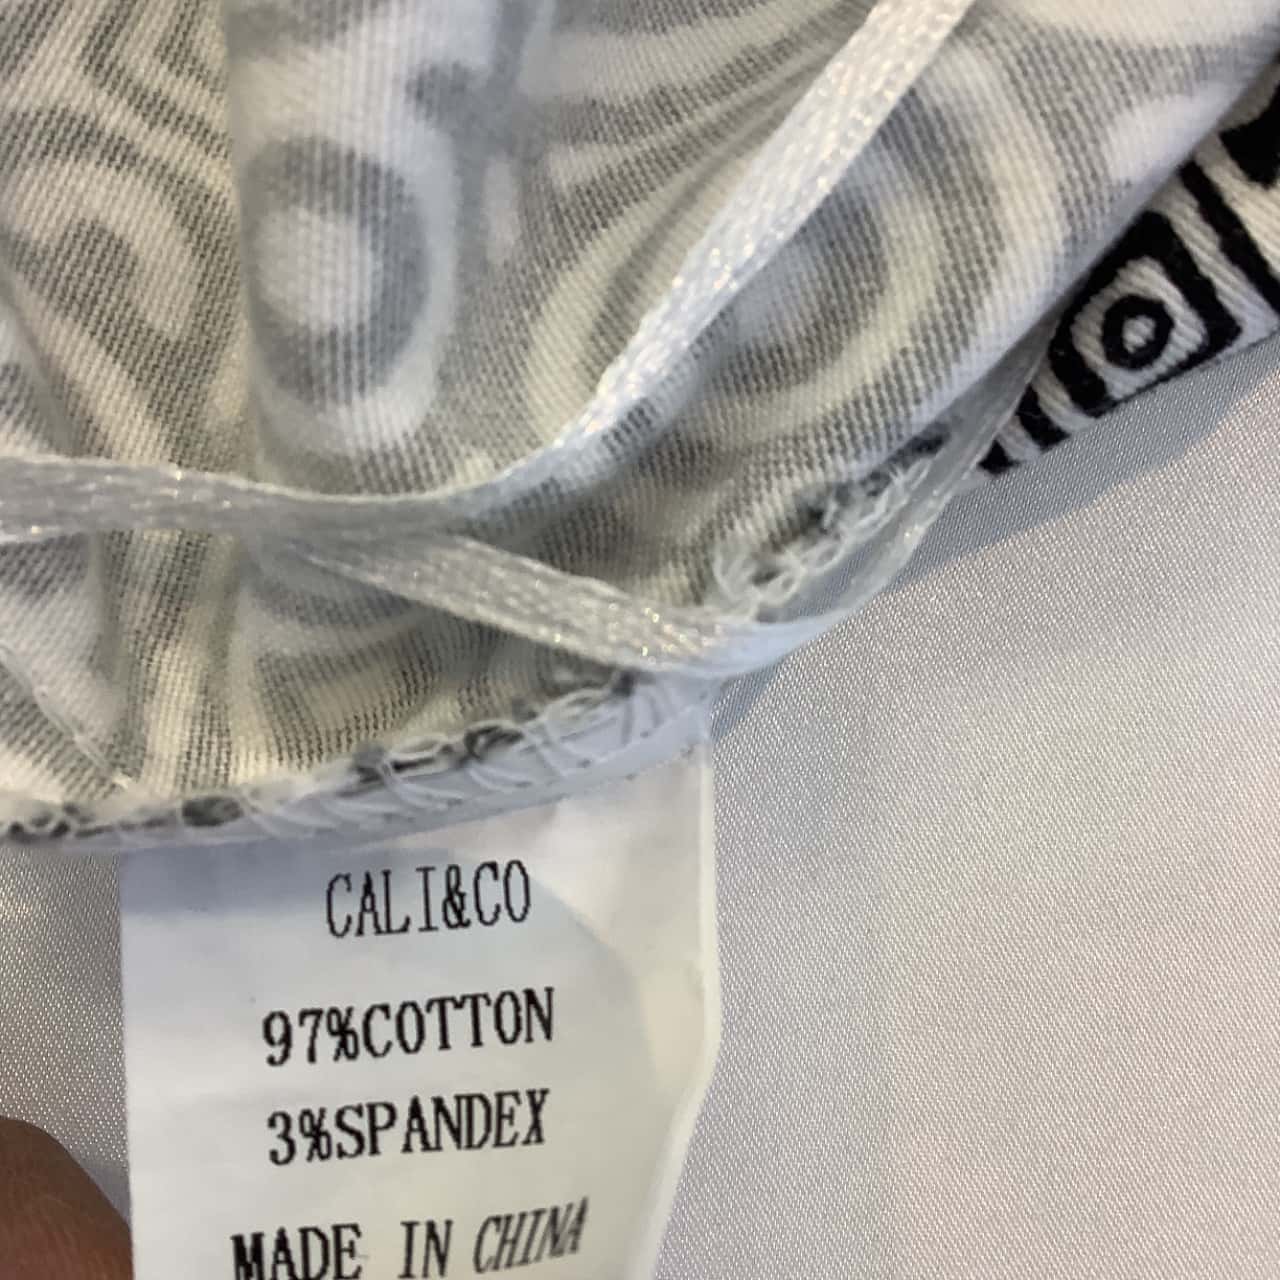 CALI&CO
97%COTTON
3%SPANDEX
MADE IN CHINA